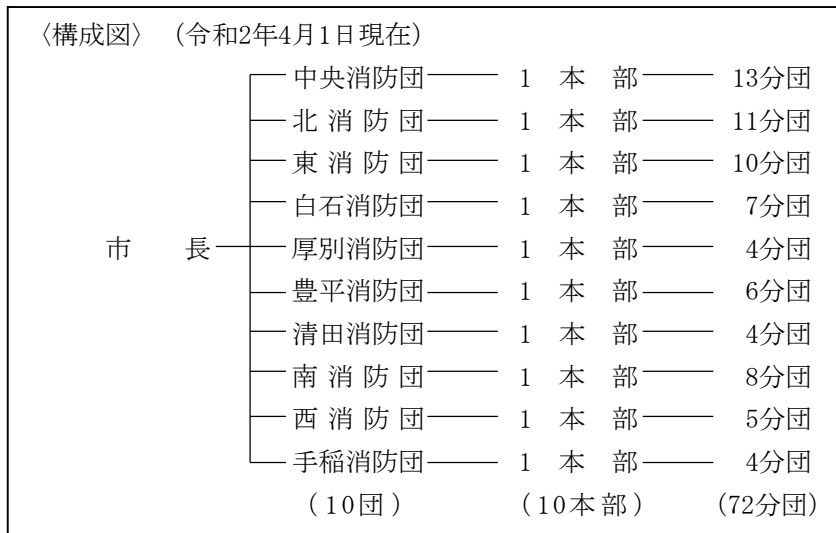 〈構成図〉（令和2年4月1日現在）
中央消防団 1 本 部 13分団
北 消 防 団 1 本 部 11分団
東 消 防 団 1 本 部 10分団
白石消防団 1 本 部 7分団
市 長 厚別消防団 1 本 部 4分団
豊平消防団 1 本 部 6分団
清田消防団 1 本 部 4分団
南 消 防 団 1 本 部 8分団
西 消 防 団 1 本 部 5分団
手稲消防団 1 本 部 4分団
（10団） （10本部） （72分団）